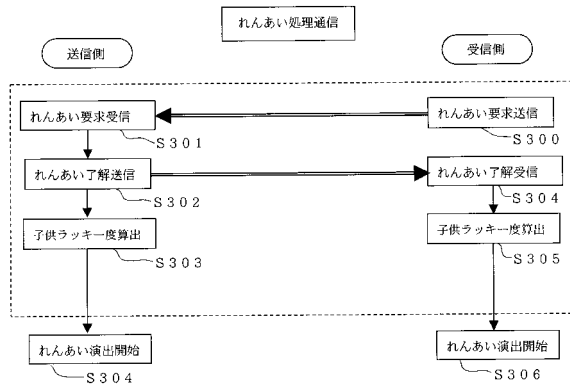 れんあい処理通信
送信側
受信側
れんあい要求受信
れんあい要求送信
S301
S300
れんあい了解送信
れんあい了解受信
S302
S304
子供ラッキー度算出
子供ラッキー度算出
S303
S305
れんあい演出開始
れんあい演出開始
S304
S306